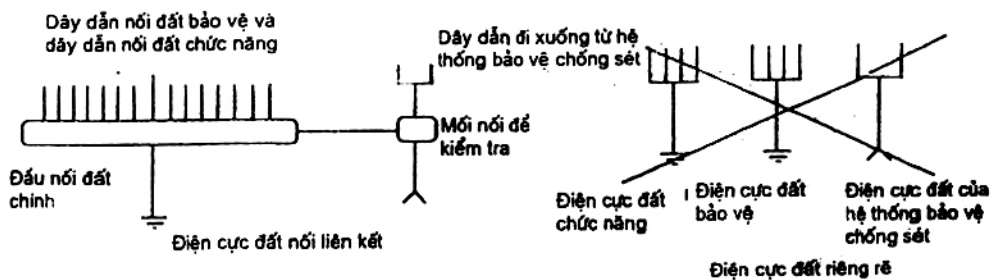 Dây dẫn nối đất bảo vệ và
dây dẫn nối đất chức năng
Dây dẫn đi xuống từ hệ
thống bảo vệ chống sét
Mối nối để
kiểm tra
Đầu nối đất
chính
Điện cực đất nối liên kết
Điện cực đất
chức năng
Điện cực đất
bảo vệ
Điện cực đất của
hệ thống bảo vệ
chống sét
Điện cực đất riêng rẽ